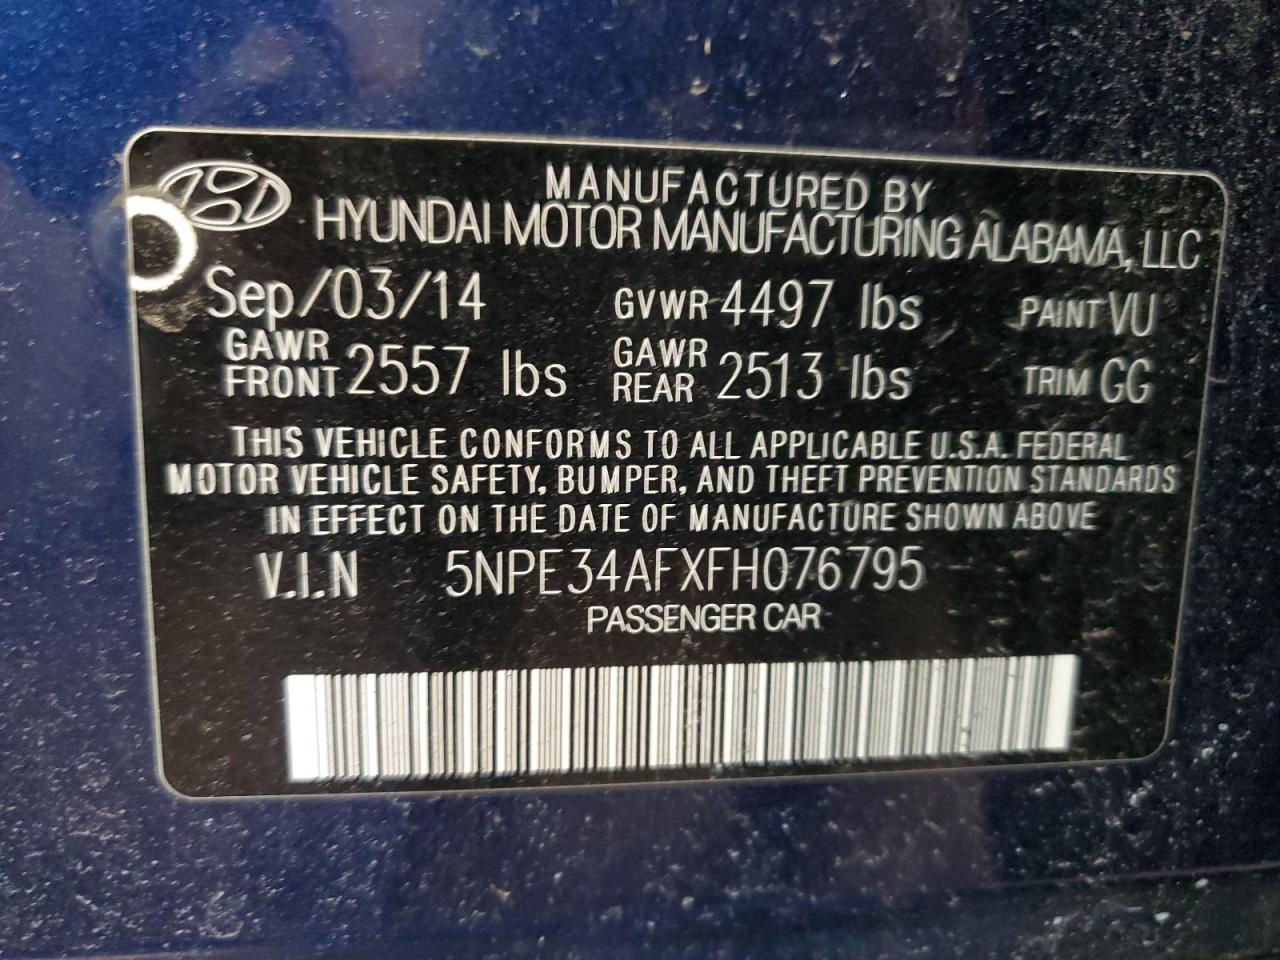 MANUFACTURED BY
HYUNDAI MOTOR MANUFACTURING ALABAMA, LLC
Sep/03/14 GVWR 4497 lbs PAINT VU
GAWR FRONT 2557 lbs GAWR REAR 2513 lbs TRIM GG
THIS VEHICLE CONFORMS TO ALL APPLICABLE U.S.A. FEDERAL
MOTOR VEHICLE SAFETY, BUMPER, AND THEFT PREVENTION STANDARDS
IN EFFECT ON THE DATE OF MANUFACTURE SHOWN ABOVE
V.I.N 5NPE34AFXFH076795
PASSENGER CAR